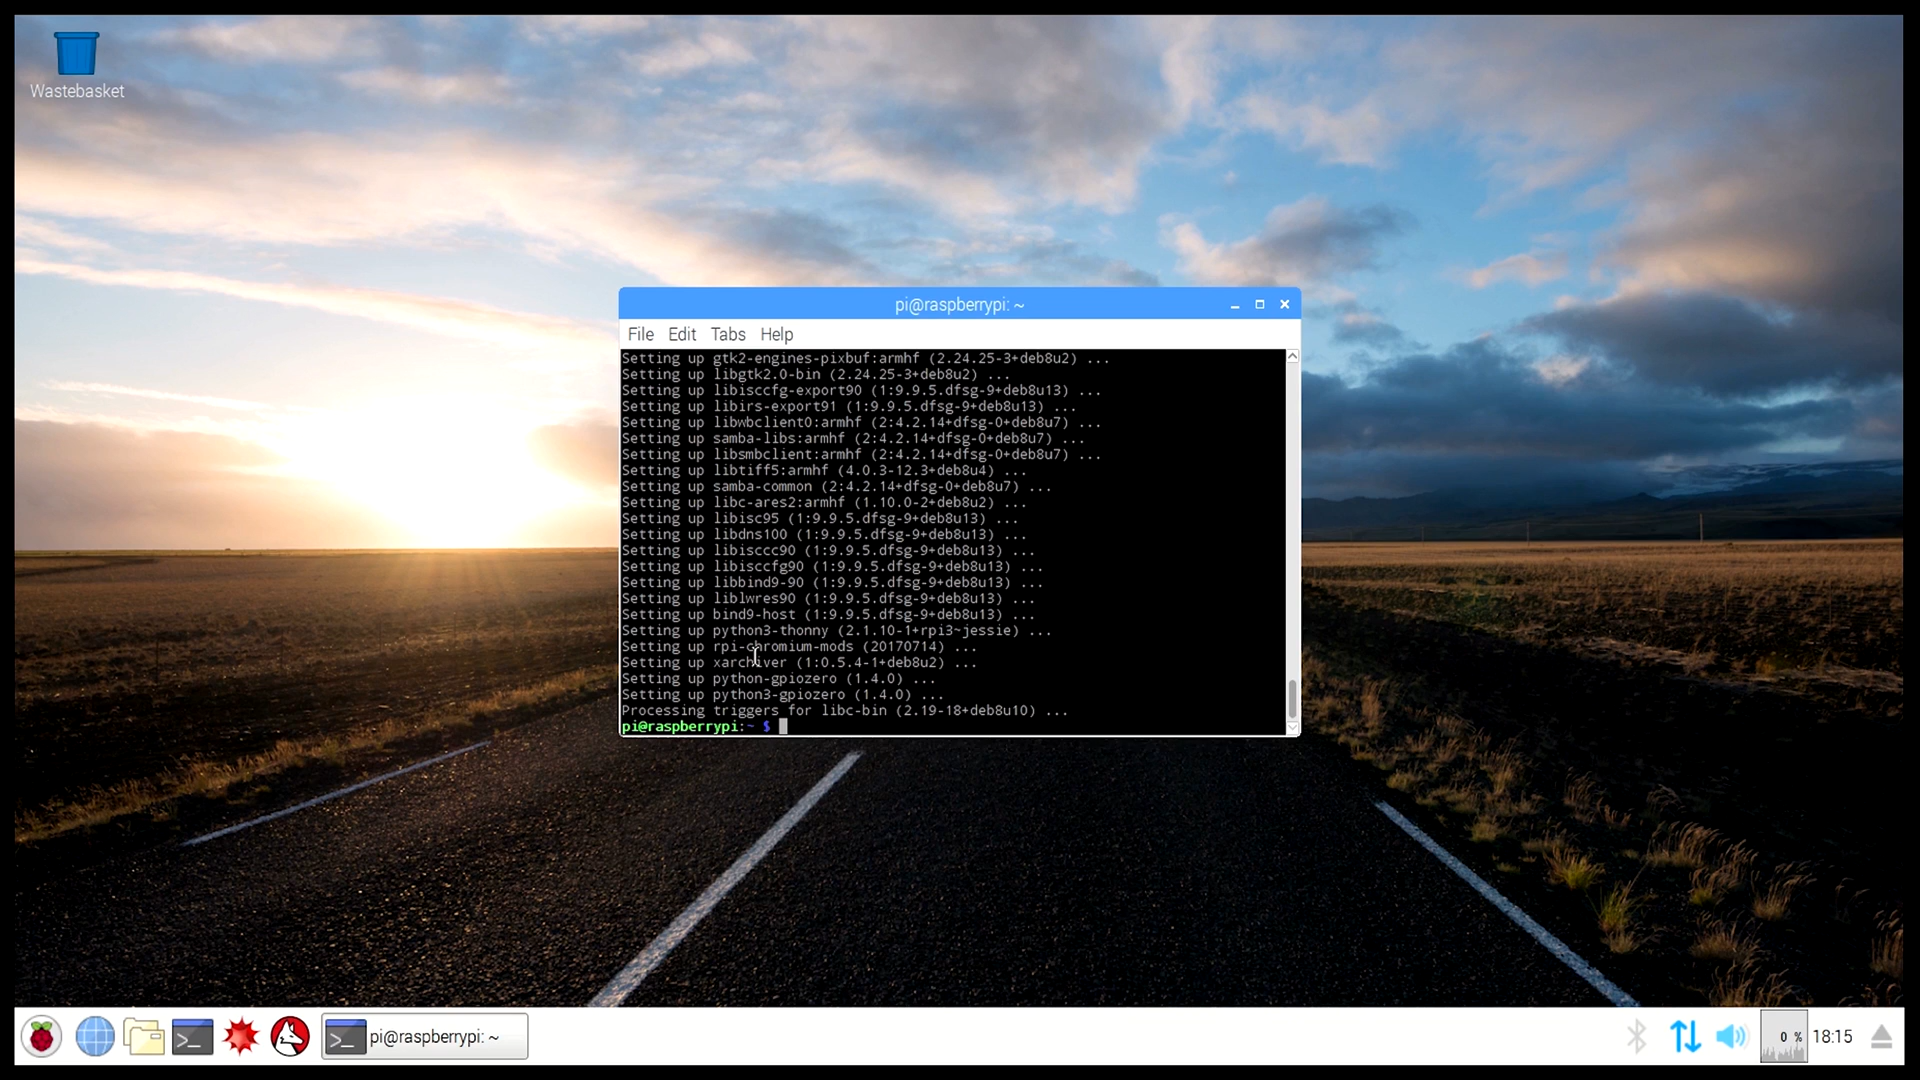 Wastebasket
pi@raspberrypi: ~
File Edit Tabs Help
Setting up gtk2-engines-pixbuf:armhf (2.24.25-3+deb8u2) ...
Setting up libgtk2.0-bin (2.24.25-3+deb8u2) ...
Setting up libisccfg-export90 (1:9.9.5.dfsg-9+deb8u13) ...
Setting up libirs-export91 (1:9.9.5.dfsg-9+deb8u13) ...
Setting up libwbclient0:armhf (2:4.2.14+dfsg-0+deb8u7) ...
Setting up samba-libs:armhf (2:4.2.14+dfsg-0+deb8u7) ...
Setting up libsmbclient:armhf (2:4.2.14+dfsg-0+deb8u7) ...
Setting up libtiff5:armhf (4.0.3-12.3+deb8u4) ...
Setting up samba-common (2:4.2.14+dfsg-0+deb8u7) ...
Setting up libc-ares2:armhf (1.10.0-2+deb8u2) ...
Setting up libisc95 (1:9.9.5.dfsg-9+deb8u13) ...
Setting up libdns100 (1:9.9.5.dfsg-9+deb8u13) ...
Setting up libisccc90 (1:9.9.5.dfsg-9+deb8u13) ...
Setting up libisccfg90 (1:9.9.5.dfsg-9+deb8u13) ...
Setting up libbind9-90 (1:9.9.5.dfsg-9+deb8u13) ...
Setting up liblwres90 (1:9.9.5.dfsg-9+deb8u13) ...
Setting up bind9-host (1:9.9.5.dfsg-9+deb8u13) ...
Setting up python3-thonny (2.1.10-1+rpi3~jessie) ...
Setting up rpi-chromium-mods (20170714) ...
Setting up xarchiver (1:0.5.4-1+deb8u2) ...
Setting up python-gpiozero (1.4.0) ...
Setting up python3-gpiozero (1.4.0) ...
Processing triggers for libc-bin (2.19-18+deb8u10) ...
pi@raspberrypi:~ $
pi@raspberrypi: ~
0 %
18:15